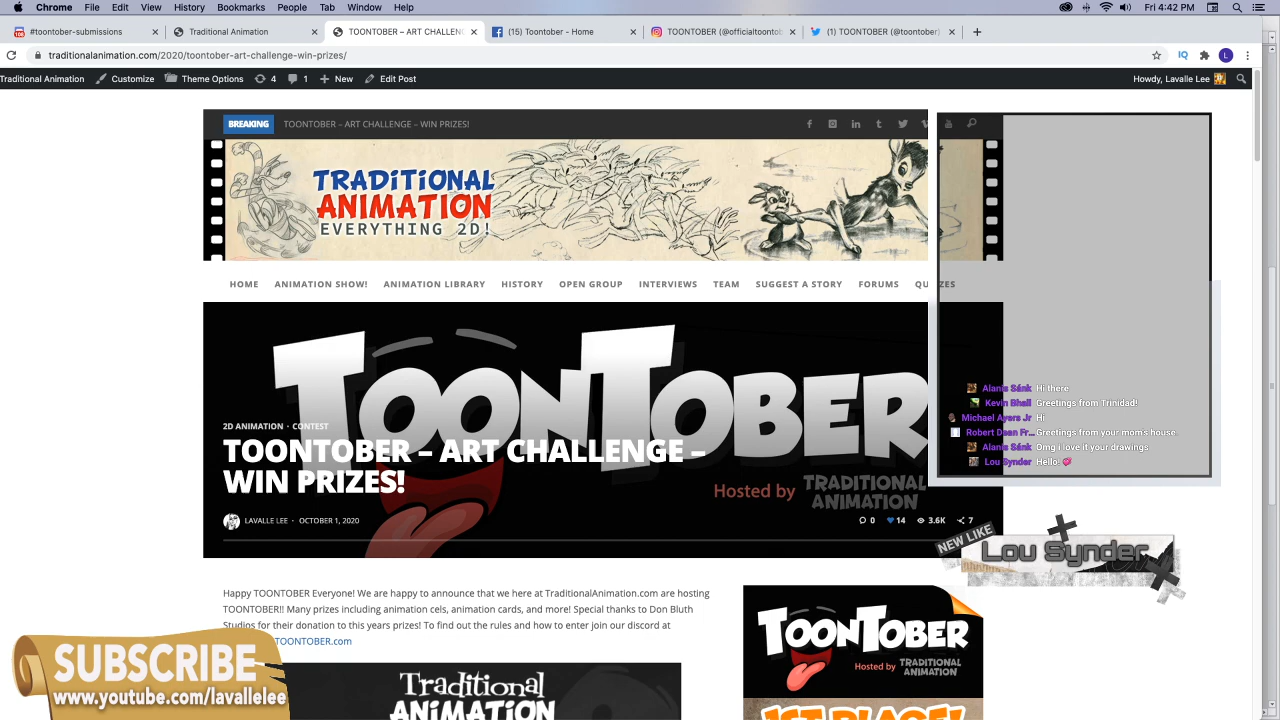 Chrome File Edit View History Bookmarks People Tab Window Help
Fri 4:42 PM
#toontober-submissions
Traditional Animation
TOONTOBER – ART CHALLEN
(15) Toontober - Home
TOONTOBER (@officialtoontob
(1) TOONTOBER (@toontober)
traditionalanimation.com/2020/toontober-art-challenge-win-prizes/
IQ
L
Traditional Animation Customize Theme Options 4 1 New Edit Post
Howdy, Lavalle Lee
BREAKING TOONTOBER – ART CHALLENGE – WIN PRIZES!
TRADITIONAL
ANIMATION
EVERYTHING 2D!
HOME ANIMATION SHOW! ANIMATION LIBRARY HISTORY OPEN GROUP INTERVIEWS TEAM SUGGEST A STORY FORUMS QUIZZES
TOONTOBER
Hosted by TRADITIONAL
ANIMATION
2D ANIMATION · CONTEST
TOONTOBER – ART CHALLENGE –
WIN PRIZES!
LAVALLE LEE · OCTOBER 1, 2020
0 14 3.6K 7
Alanis Sánk Hi there
Kevin Bhall Greetings from Trinidad!
Michael Ayers Jr Hi
Robert Dean Fr... Greetings from your mom's house.
Alanis Sánk Omg i love it your drawings
Lou Synder Hello!
NEW LIKE
Lou Synder
Happy TOONTOBER Everyone! We are happy to announce that we here at TraditionalAnimation.com are hosting
TOONTOBER!! Many prizes including animation cels, animation cards, and more! Special thanks to Don Bluth
Studios for their donation to this years prizes! To find out the rules and how to enter join our discord at
TOONTOBER.com
Traditional
ANIMATION
TOONTOBER
Hosted by TRADITIONAL
ANIMATION
1ST PLACE!
SUBSCRIBE
www.youtube.com/lavallelee